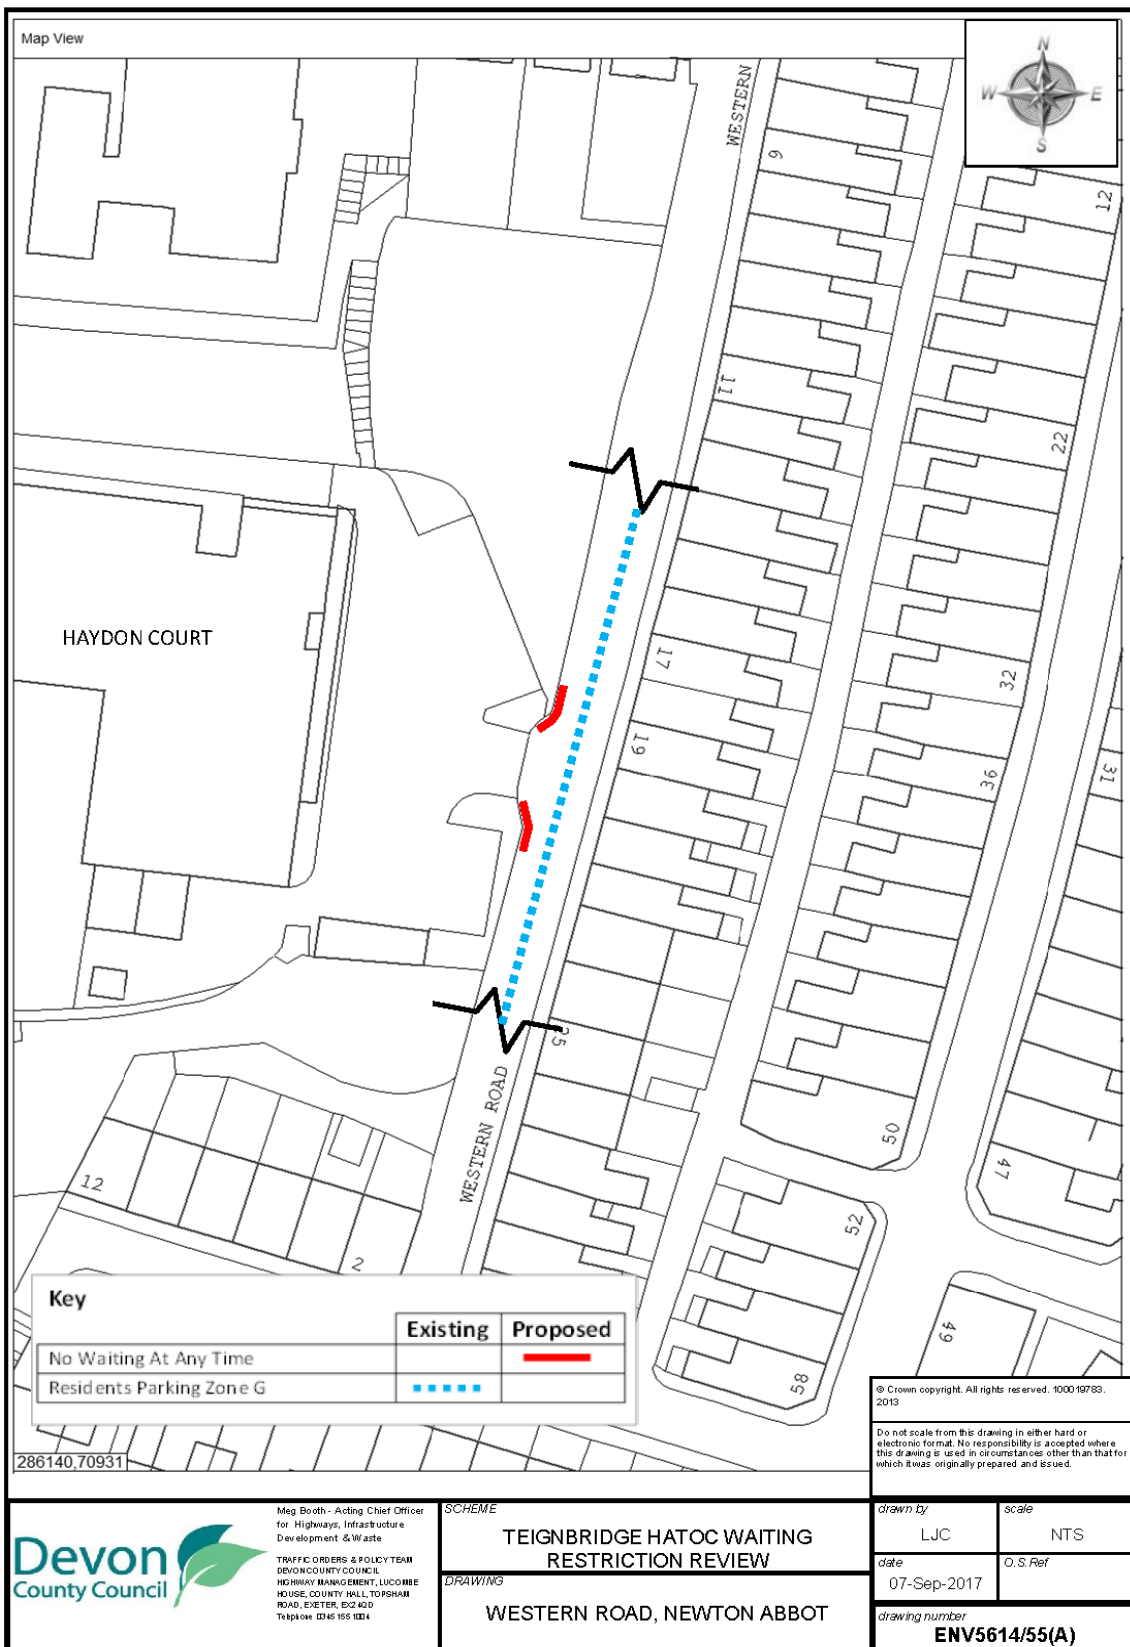 Map View
N
W
E
S
WESTERN
6
12
11
22
HAYDON COURT
17
32
19
36
31
25
WESTERN ROAD
50
47
12
52
2
49
58
Key
Existing Proposed
No Waiting At Any Time
Residents Parking Zone G
286140,70931
© Crown copyright. All rights reserved. 100019783.
2013
Do not scale from this drawing in either hard or
electronic format. No responsibility is accepted where
this drawing is used in circumstances other than that for
which it was originally prepared and issued.
Devon
County Council
Meg Booth - Acting Chief Officer
for Highways, Infrastructure
Development & Waste
TRAFFIC ORDERS & POLICY TEAM
DEVON COUNTY COUNCIL
HIGHWAY MANAGEMENT, LUCOMBE
HOUSE, COUNTY HALL, TOPSHAM
ROAD, EXETER, EX2 4QD
Telephone 0345 155 1004
SCHEME
TEIGNBRIDGE HATOC WAITING
RESTRICTION REVIEW
DRAWING
WESTERN ROAD, NEWTON ABBOT
drawn by
LJC
scale
NTS
date
07-Sep-2017
O.S.Ref
drawing number
ENV5614/55(A)